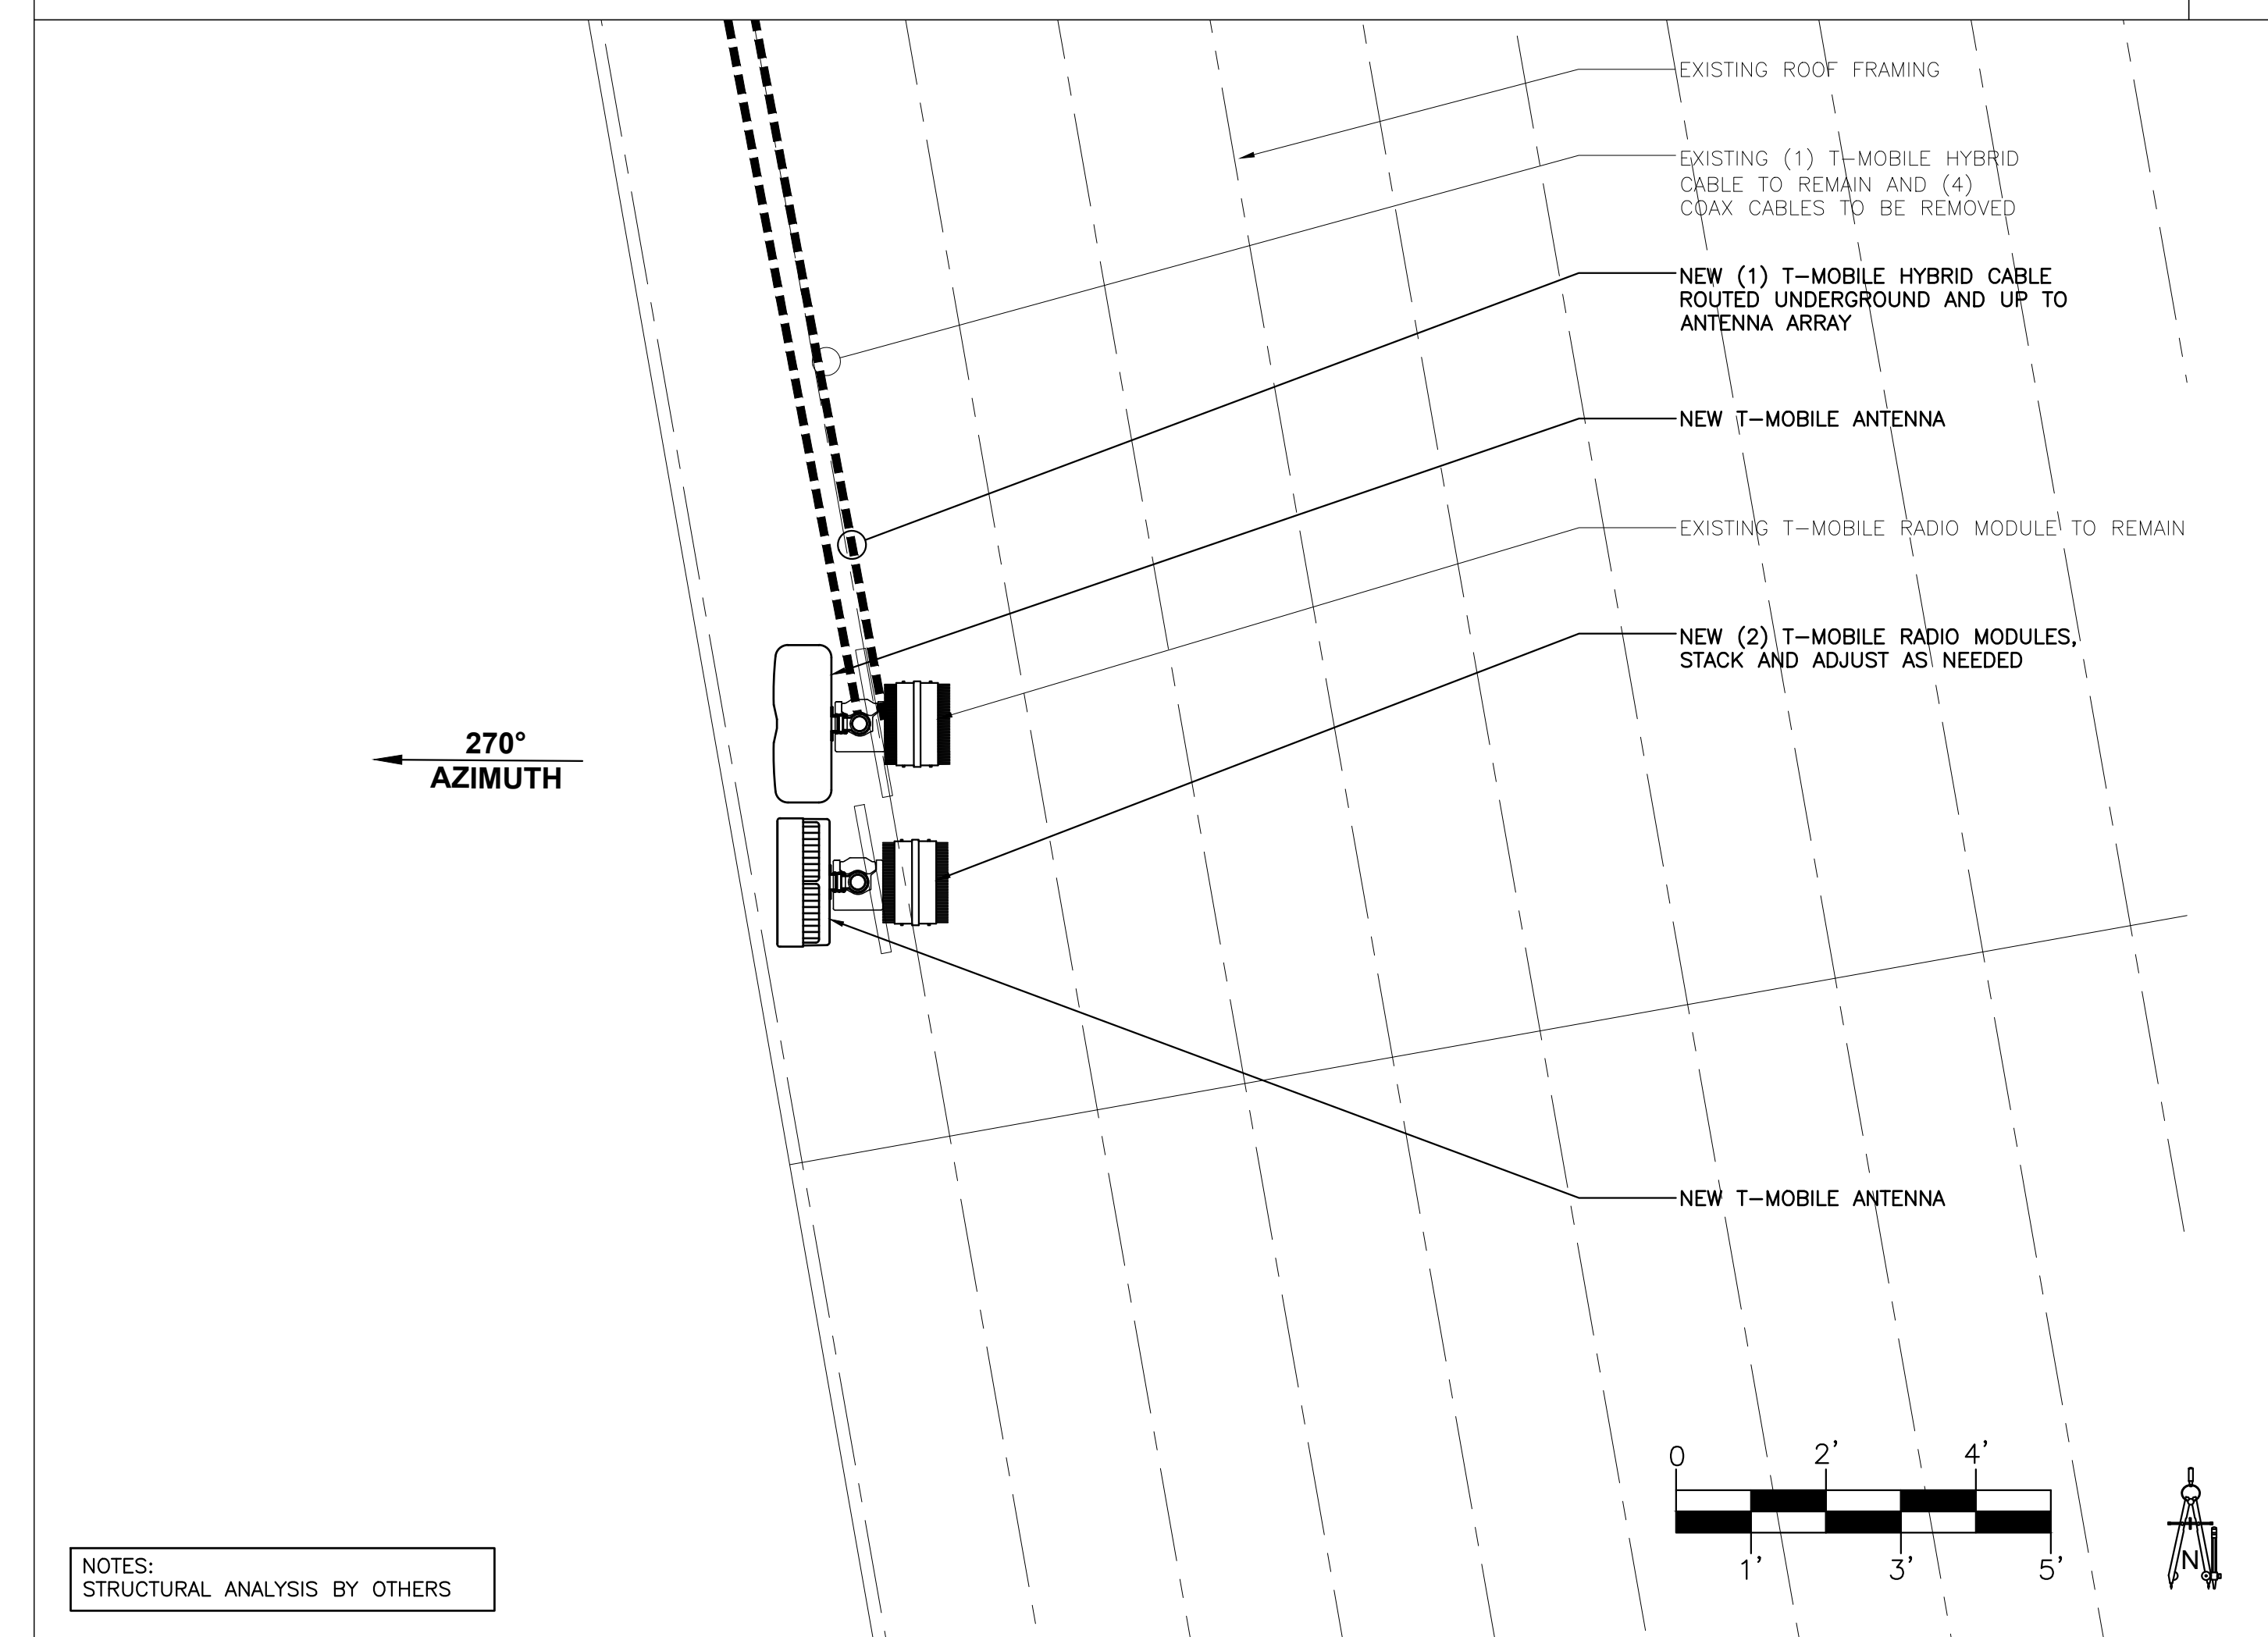 EXISTING ROOF FRAMING
EXISTING (1) T-MOBILE HYBRID
CABLE TO REMAIN AND (4)
COAX CABLES TO BE REMOVED
NEW (1) T-MOBILE HYBRID CABLE
ROUTED UNDERGROUND AND UP TO
ANTENNA ARRAY
NEW T-MOBILE ANTENNA
EXISTING T-MOBILE RADIO MODULE TO REMAIN
NEW (2) T-MOBILE RADIO MODULES,
STACK AND ADJUST AS NEEDED
270°
AZIMUTH
NEW T-MOBILE ANTENNA
0 2' 4'
1' 3' 5'
N
NOTES:
STRUCTURAL ANALYSIS BY OTHERS